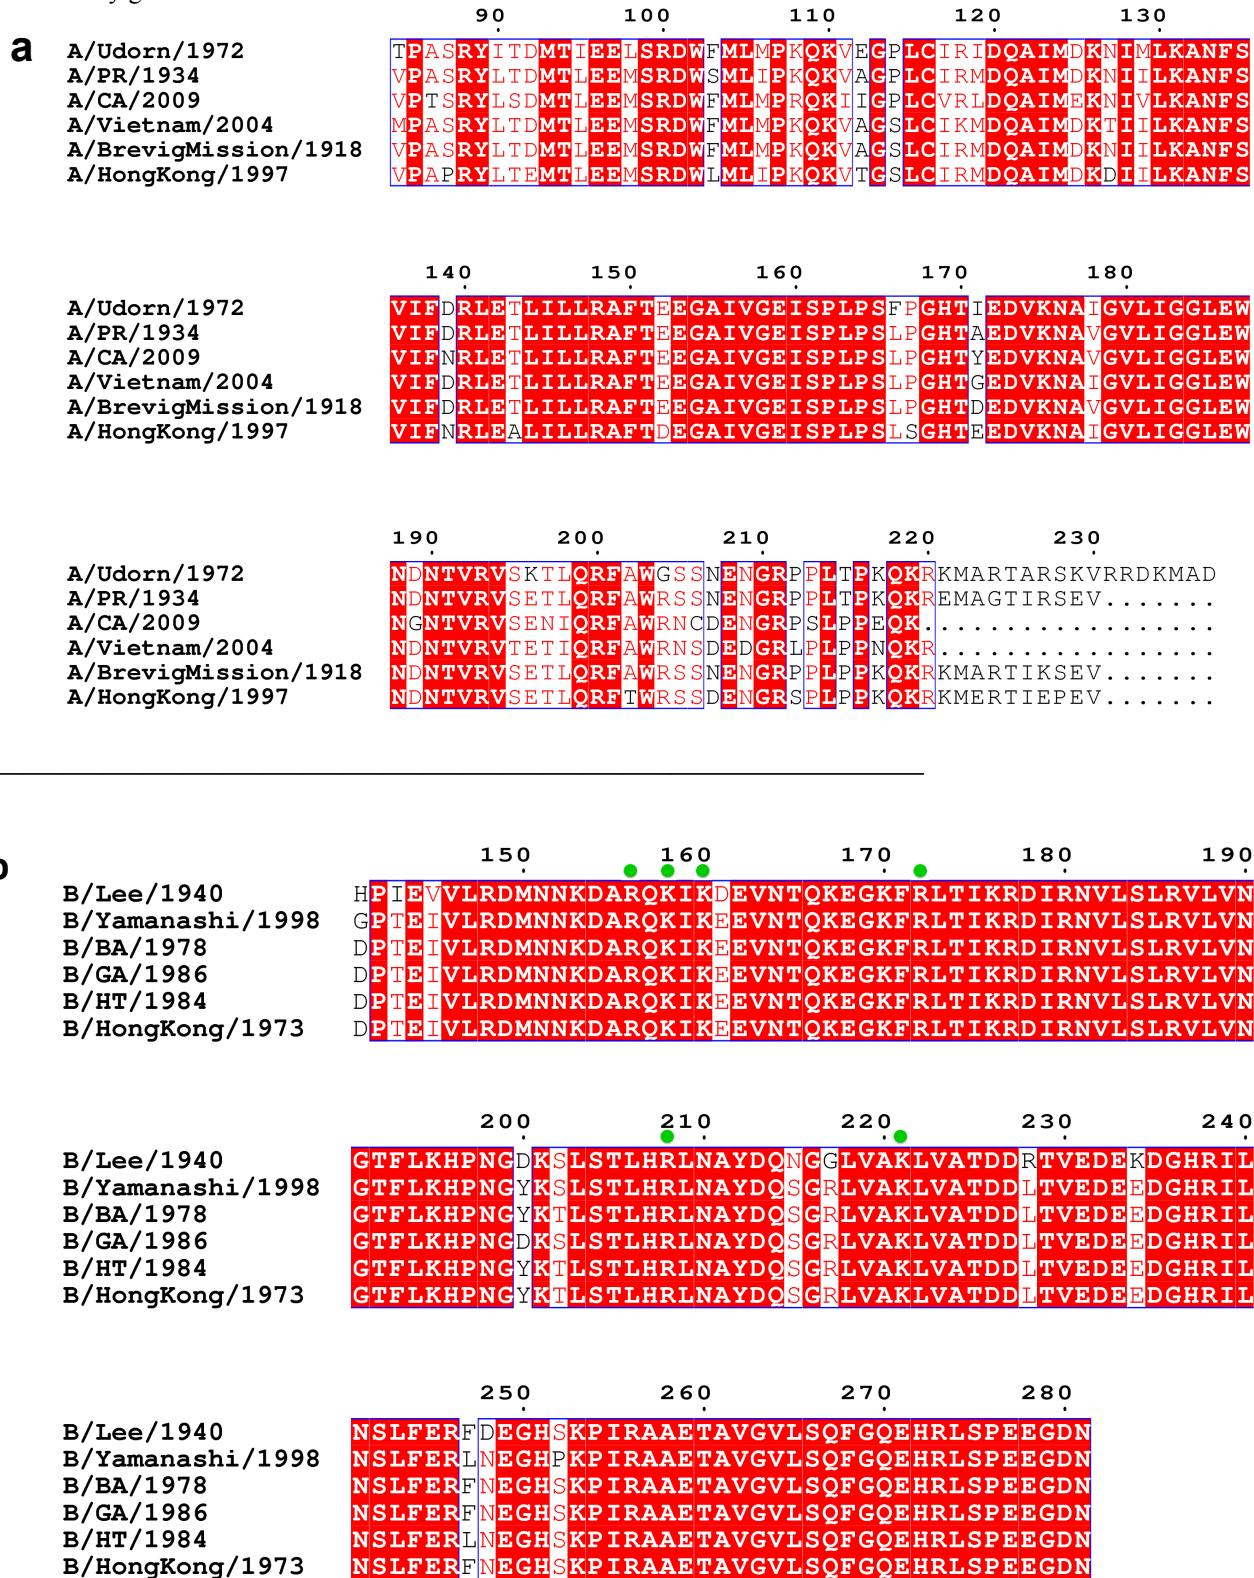 a
90 100 110 120 130
A/Udorn/1972 TPASRYITDMTIEELSRDWFMLMPKQKVEGPLCIRIDQAIMDKNIMLKANFS
A/PR/1934 VPASRYLTDMTLEEMSRDWSMLIPKQKVAGPLCIRMDQAIMDKNIILKANFS
A/CA/2009 VPTSRYLSDMTLEEMSRDWFMLMPRQKIIGPLCVRLDQAIMEKNIVLKANFS
A/Vietnam/2004 MPASRYLTDMTLEEMSRDWFMLMPKQKVAGSLCIKMDQAIMDKTIILKANFS
A/BrevigMission/1918 VPASRYLTDMTLEEMSRDWFMLMPKQKVAGSLCIRMDQAIMDKNIILKANFS
A/HongKong/1997 VPAPRYLTEMTLEEMSRDWLMLIPKQKVTGSLCIRMDQAIMDKDIILKANFS
140 150 160 170 180
A/Udorn/1972 VIFDRLETLILLRAFTEEGAIVGEISPLPSFPGHTIEDVKNAIGVLIGGLEW
A/PR/1934 VIFDRLETLILLRAFTEEGAIVGEISPLPSLPGHTAEDVKNAVGVLIGGLEW
A/CA/2009 VIFNRLETLILLRAFTEEGAIVGEISPLPSLPGHTYEDVKNAVGVLIGGLEW
A/Vietnam/2004 VIFDRLETLILLRAFTEEGAIVGEISPLPSLPGHTGEDVKNAIGVLIGGLEW
A/BrevigMission/1918 VIFDRLETLILLRAFTEEGAIVGEISPLPSLPGHTDEDVKNAVGVLIGGLEW
A/HongKong/1997 VIFNRLEALILLRAFTDEGAIVGEISPLPSLSGHTEEDVKNAIGVLIGGLEW
190 200 210 220 230
A/Udorn/1972 NDNTVRVSKTLQRFAWGSSNENGRPPLTPKQKRKMARTARSKVRRDKMAD
A/PR/1934 NDNTVRVSETLQRFAWRSSNENGRPPLTPKQKREMAGTIRSEV.......
A/CA/2009 NGNTVRVSENIQRFAWRNCDENGRPSLPPEQK..................
A/Vietnam/2004 NDNTVRVTETIQRFAWRNSDEDGRLPLPPNQKR.................
A/BrevigMission/1918 NDNTVRVSETLQRFAWRSSNENGRPPLPPKQKRKMARTIKSEV.......
A/HongKong/1997 NDNTVRVSETLQRFTWRSSDENGRSPLPPKQKRKMERTIEPEV.......
150 160 170 180 190
B/Lee/1940 HPIEVVLRDMNNKDARQKIKDEVNTQKEGKFRLTIKRDIRNVLSLRVLVN
B/Yamanashi/1998 GPTEIVLRDMNNKDARQKIKEEVNTQKEGKFRLTIKRDIRNVLSLRVLVN
B/BA/1978 DPTEIVLRDMNNKDARQKIKEEVNTQKEGKFRLTIKRDIRNVLSLRVLVN
B/GA/1986 DPTEIVLRDMNNKDARQKIKEEVNTQKEGKFRLTIKRDIRNVLSLRVLVN
B/HT/1984 DPTEIVLRDMNNKDARQKIKEEVNTQKEGKFRLTIKRDIRNVLSLRVLVN
B/HongKong/1973 DPTEIVLRDMNNKDARQKIKEEVNTQKEGKFRLTIKRDIRNVLSLRVLVN
200 210 220 230 240
B/Lee/1940 GTFLKHPNGDKSLSTLHRLNAYDQNGGLVAKLVATDDRTVEDEKDGHRIL
B/Yamanashi/1998 GTFLKHPNGYKSLSTLHRLNAYDQSGRLVAKLVATDDLTVEDEEDGHRIL
B/BA/1978 GTFLKHPNGYKTLSTLHRLNAYDQSGRLVAKLVATDDLTVEDEEDGHRIL
B/GA/1986 GTFLKHPNGDKSLSTLHRLNAYDQSGRLVAKLVATDDLTVEDEEDGHRIL
B/HT/1984 GTFLKHPNGYKTLSTLHRLNAYDQSGRLVAKLVATDDLTVEDEEDGHRIL
B/HongKong/1973 GTFLKHPNGYKTLSTLHRLNAYDQSGRLVAKLVATDDLTVEDEEDGHRIL
250 260 270 280
B/Lee/1940 NSLFERFDEGHSKPIRAAETAVGVLSQFGQEHRLSPEEGDN
B/Yamanashi/1998 NSLFERLNEGHPKPIRAAETAVGVLSQFGQEHRLSPEEGDN
B/BA/1978 NSLFERFNEGHSKPIRAAETAVGVLSQFGQEHRLSPEEGDN
B/GA/1986 NSLFERFNEGHSKPIRAAETAVGVLSQFGQEHRLSPEEGDN
B/HT/1984 NSLFERLNEGHSKPIRAAETAVGVLSQFGQEHRLSPEEGDN
B/HongKong/1973 NSLFERFNEGHSKPIRAAETAVGVLSQFGQEHRLSPEEGDN